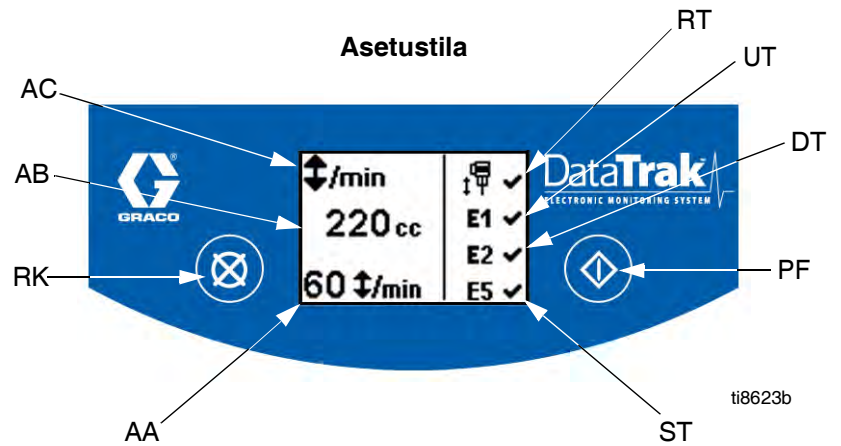 Asetustila
RT
UT
DT
PF
ST
AC
AB
RK
AA
GRACO
®
/min
220 cc
60 /min
E1
E2
E5
DataTrak
ELECTRONIC MONITORING SYSTEM
ti8623b